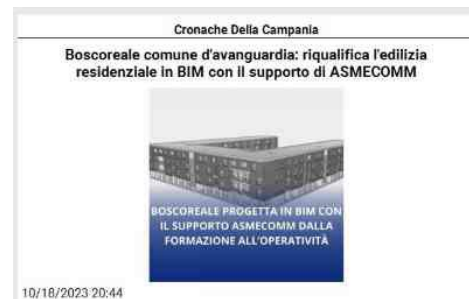 Cronache Della Campania
Boscoreale comune d'avanguardia: riqualifica l'edilizia
residenziale in BIM con il supporto di ASMECOMM
BOSCOREALE PROGETTA IN BIM CON
IL SUPPORTO ASMECOMM DALLA
FORMAZIONE ALL'OPERATIVITÀ
10/18/2023 20:44